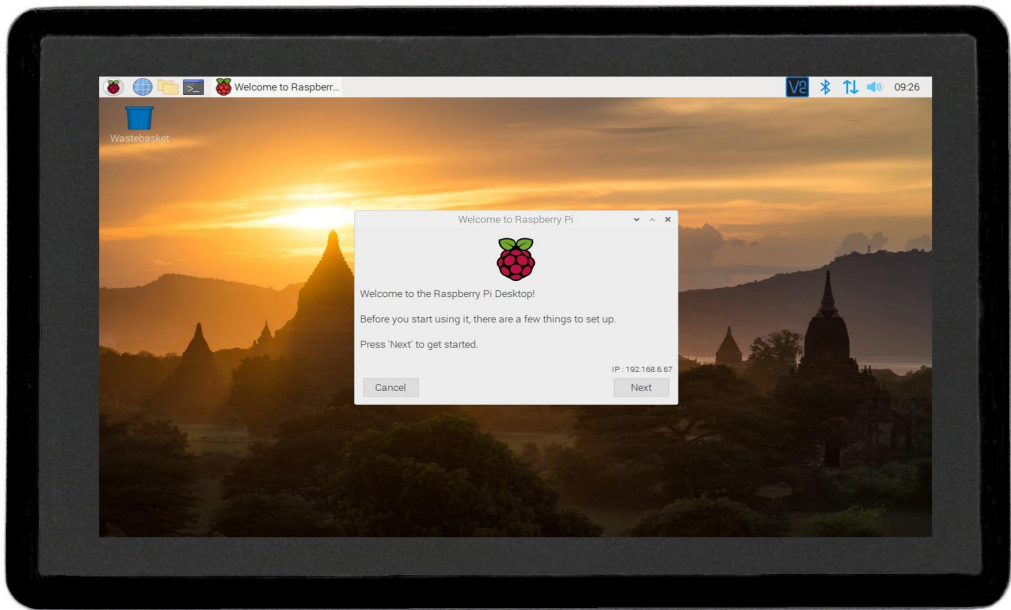 Welcome to Raspberr...
V2
09:26
Wastebasket
Welcome to Raspberry Pi
Welcome to the Raspberry Pi Desktop!
Before you start using it, there are a few things to set up.
Press 'Next' to get started.
IP : 192.168.6.67
Cancel
Next